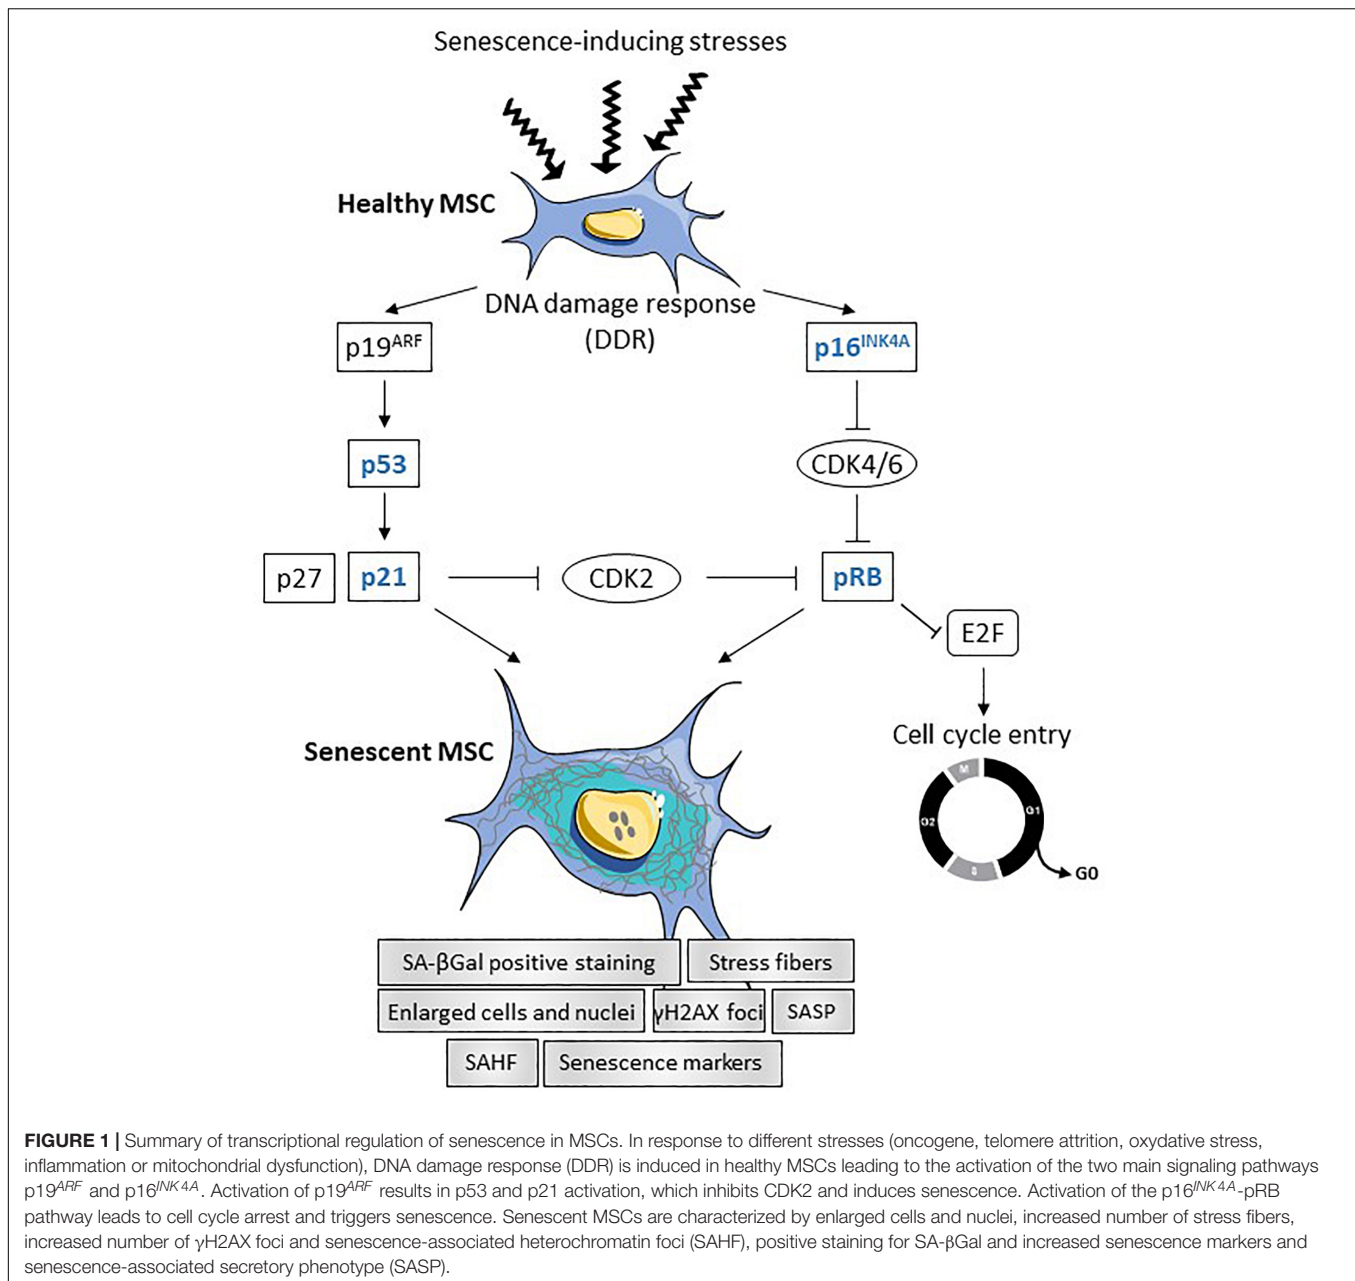 Senescence-inducing stresses
Healthy MSC
DNA damage response
(DDR)
p19ARF
p16INK4A
p53
CDK4/6
p27
p21
CDK2
pRB
E2F
Cell cycle entry
Senescent MSC
M
G1
G2
S
G0
SA-βGal positive staining
Stress fibers
Enlarged cells and nuclei
γH2AX foci
SASP
SAHF
Senescence markers
FIGURE 1 | Summary of transcriptional regulation of senescence in MSCs. In response to different stresses (oncogene, telomere attrition, oxydative stress,
inflammation or mitochondrial dysfunction), DNA damage response (DDR) is induced in healthy MSCs leading to the activation of the two main signaling pathways
p19ARF and p16INK4A. Activation of p19ARF results in p53 and p21 activation, which inhibits CDK2 and induces senescence. Activation of the p16INK4A-pRB
pathway leads to cell cycle arrest and triggers senescence. Senescent MSCs are characterized by enlarged cells and nuclei, increased number of stress fibers,
increased number of γH2AX foci and senescence-associated heterochromatin foci (SAHF), positive staining for SA-βGal and increased senescence markers and
senescence-associated secretory phenotype (SASP).